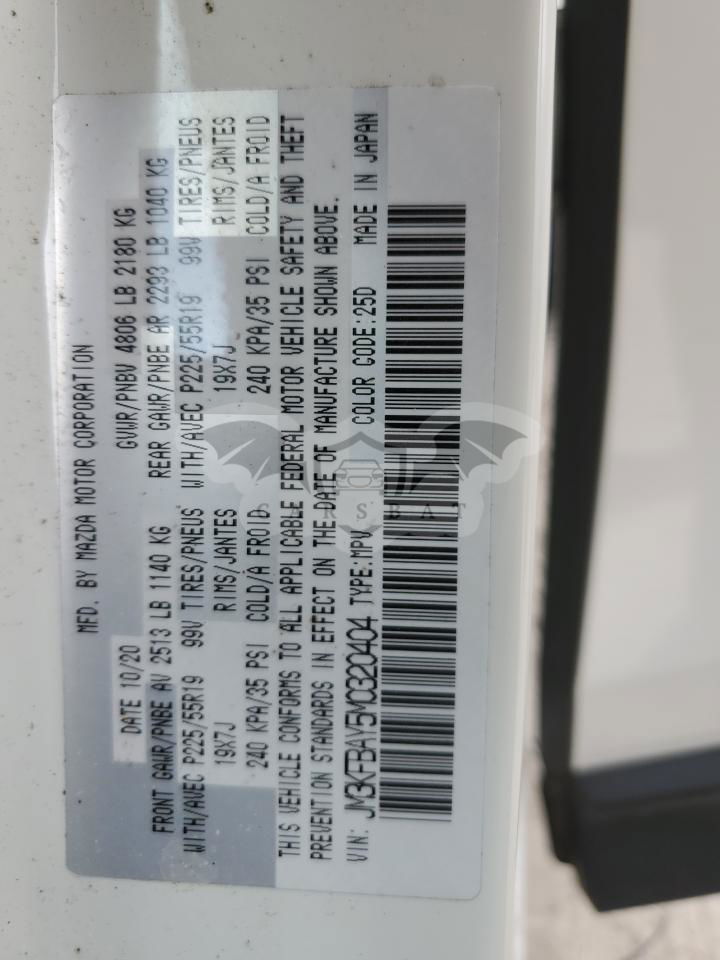 MFD. BY MAZDA MOTOR CORPORATION
DATE 10/20 GVWR/PNBV 4806 LB 2180 KG
FRONT GAWR/PNBE AV 2513 LB 1140 KG REAR GAWR/PNBE AR 2293 LB 1040 KG
WITH/AVEC P225/55R19 99V TIRES/PNEUS WITH/AVEC P225/55R19 99V TIRES/PNEUS
19X7J RIMS/JANTES 19X7J RIMS/JANTES
240 KPA/35 PSI COLD/A FROID 240 KPA/35 PSI COLD/A FROID
THIS VEHICLE CONFORMS TO ALL APPLICABLE FEDERAL MOTOR VEHICLE SAFETY AND THEFT
PREVENTION STANDARDS IN EFFECT ON THE DATE OF MANUFACTURE SHOWN ABOVE.
VIN: JM3KFBAY5M0320404 TYPE:MPV COLOR CODE:25D MADE IN JAPAN
CARSBAT